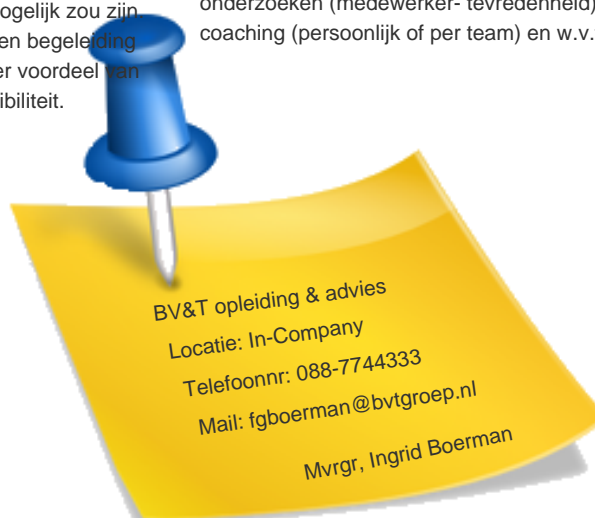 ogelijk zou zijn.
en begeleiding
er voordeel van
ibiliteit.
onderzoeken (medewerker- tevredenheid)
coaching (persoonlijk of per team) en w.v.
BV&T opleiding & advies
Locatie: In-Company
Telefoonnr: 088-7744333
Mail: fgboerman@bvtgroep.nl
Mvrgr, Ingrid Boerman